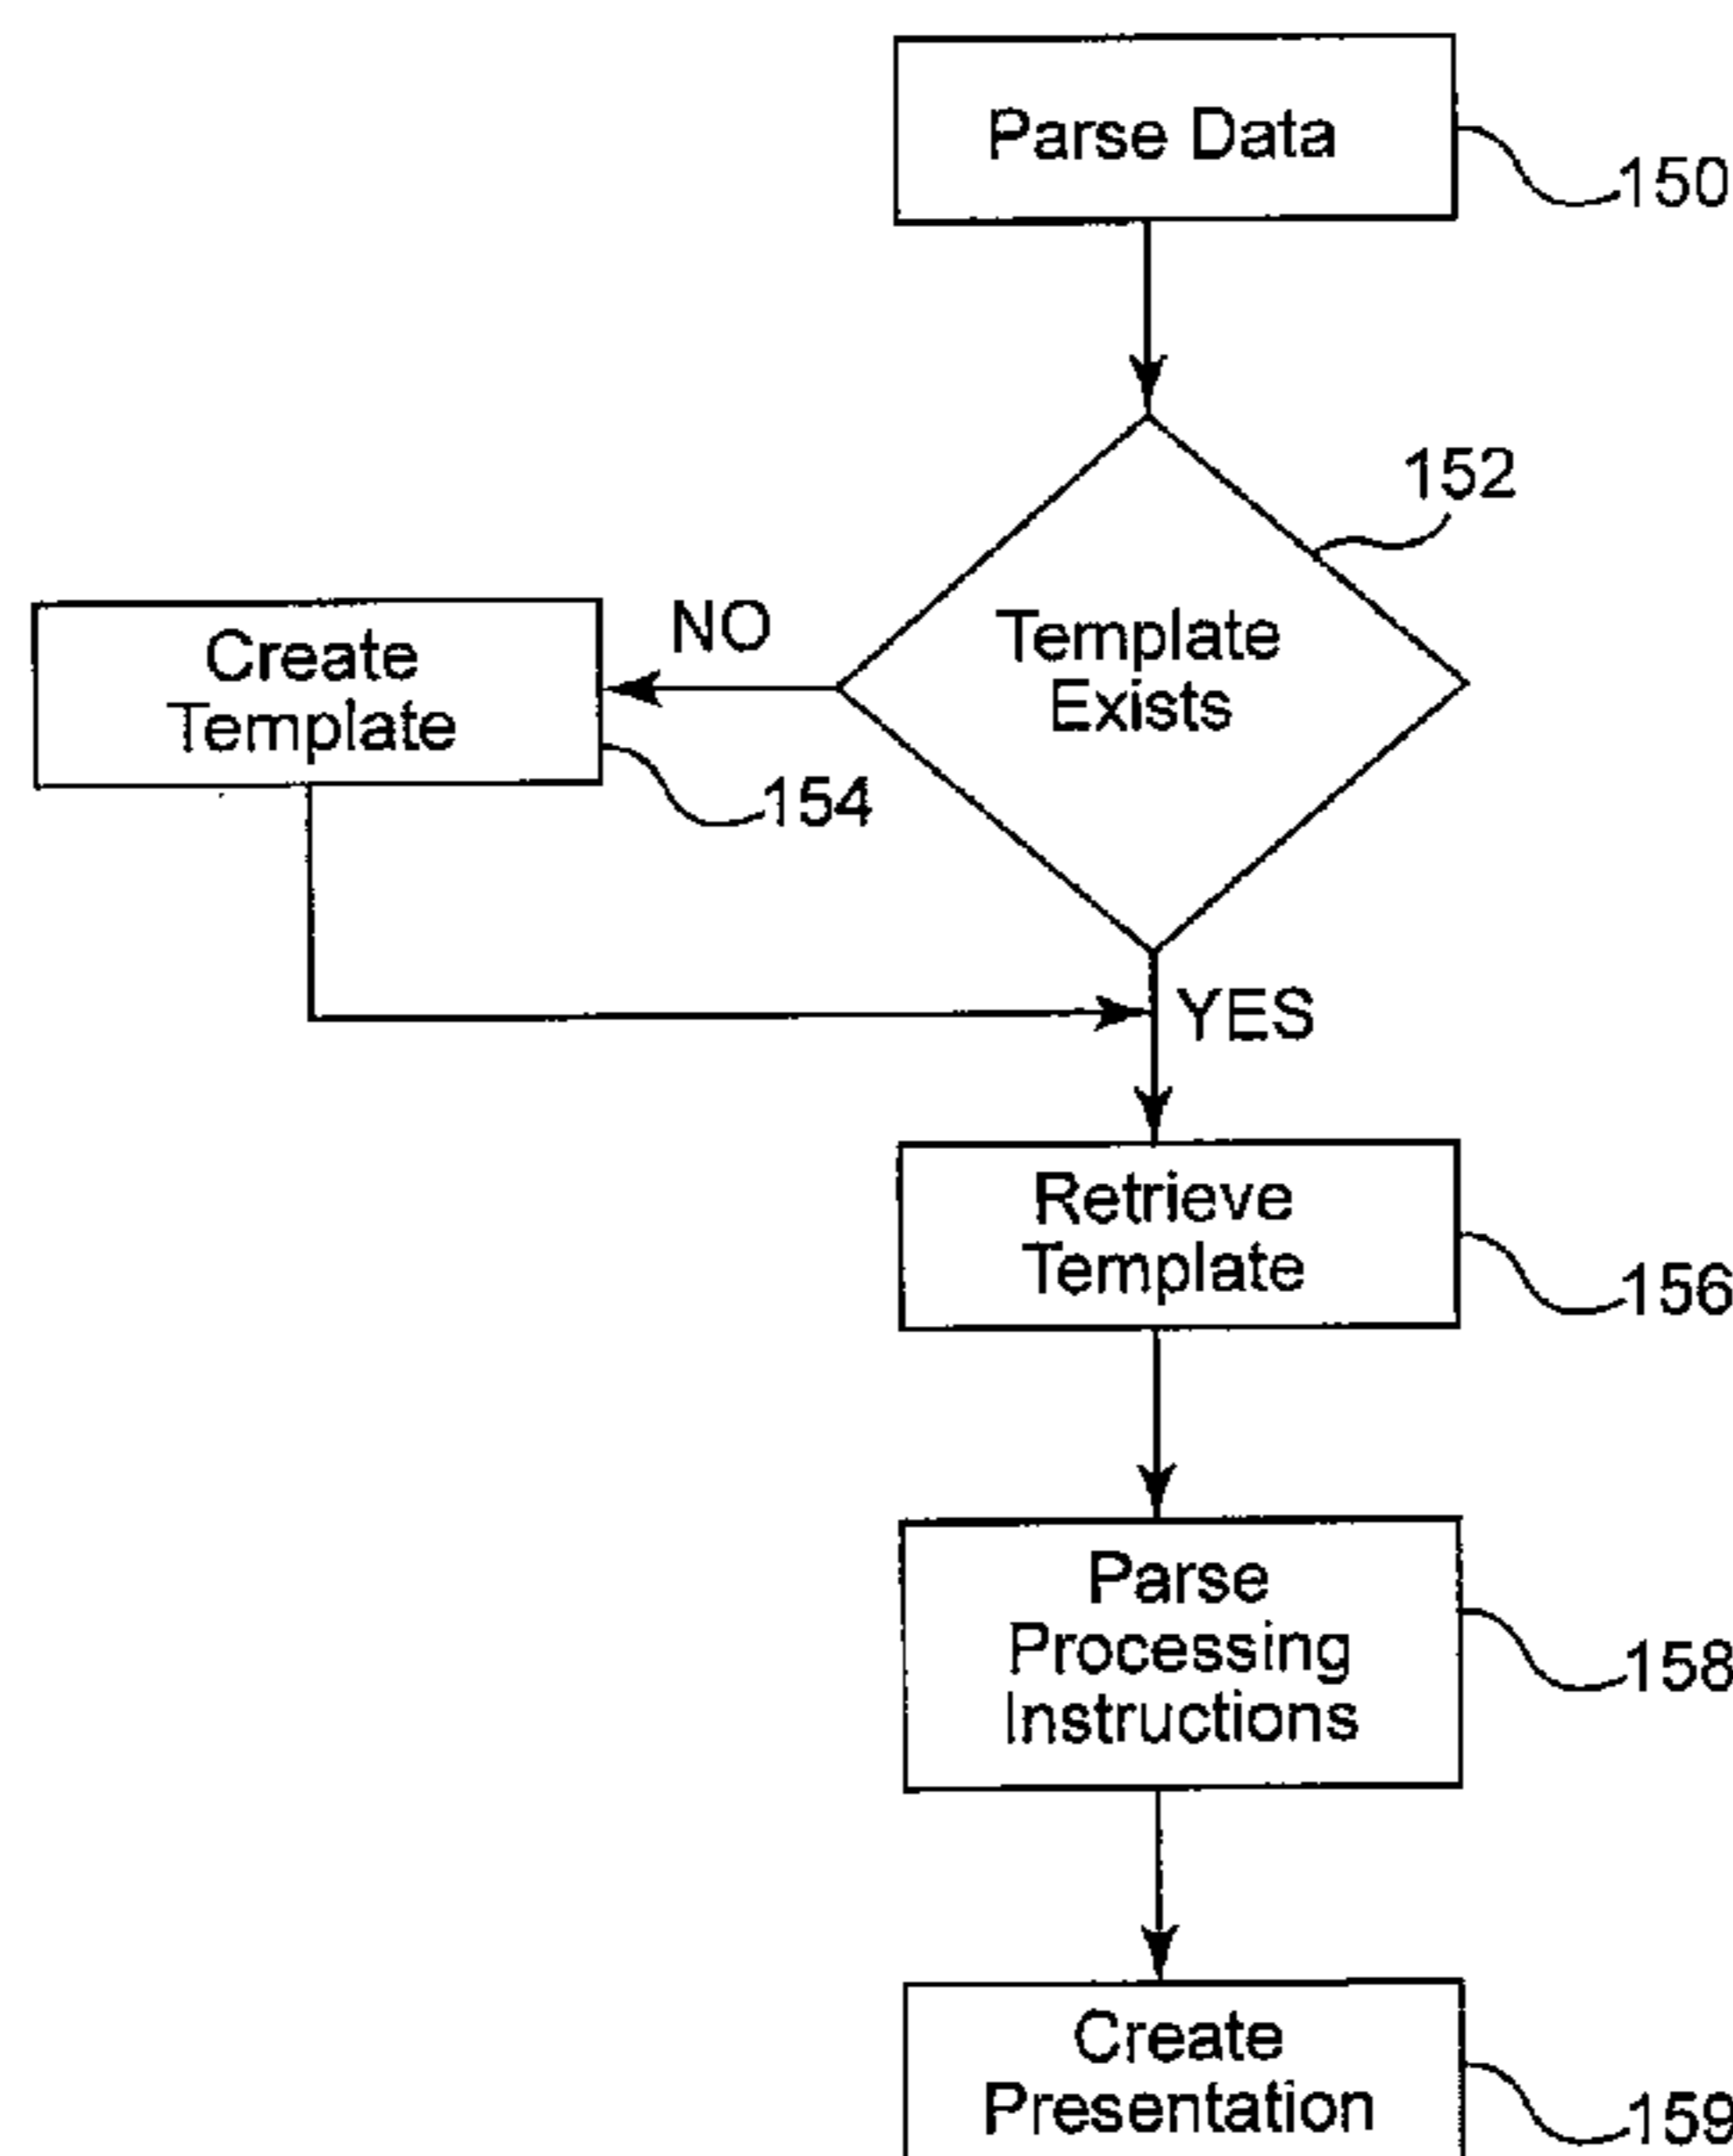 Parse Data
150
152
Template
Exists
NO
Create
Template
154
YES
Retrieve
Template
156
Parse
Processing
Instructions
158
Create
Presentation
159